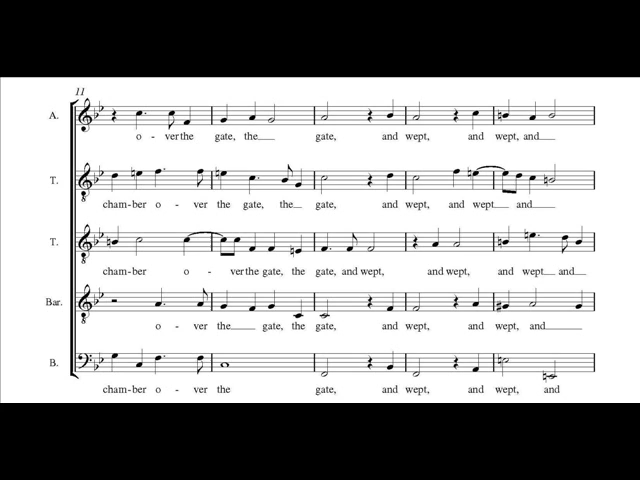 11
A.
o - ver the gate, the gate, and wept, and wept, and
T.
cham-ber o - ver the gate, the gate, and wept, and wept and
T.
cham-ber o - ver the gate, the gate, and wept, and wept, and wept and
Bar.
o - ver the gate, the gate, and wept, and wept, and
B.
cham-ber o - ver the gate, and wept, and wept, and